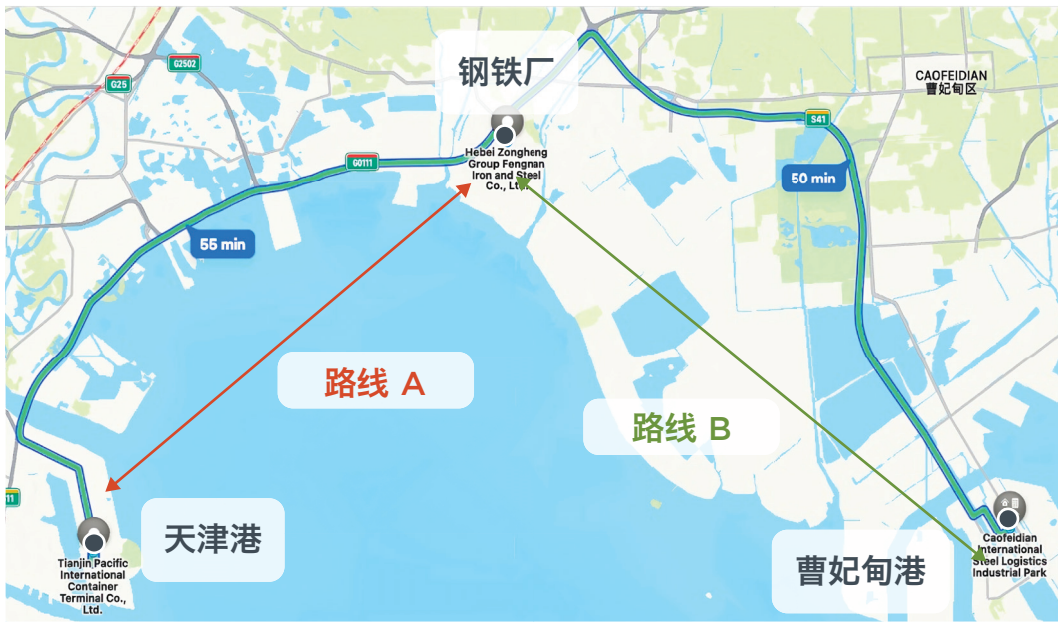 G2502
G25
钢铁厂
CAOFEIDIAN
曹妃甸区
S41
G0111
Hebei Zongheng
Group Fengnan
Iron and Steel
Co., Ltd.
50 min
55 min
路线 A
路线 B
11
天津港
Tianjin Pacific
International
Container
Terminal Co.,
Ltd.
曹妃甸港
Caofeidian
International
Steel Logistics
Industrial Park